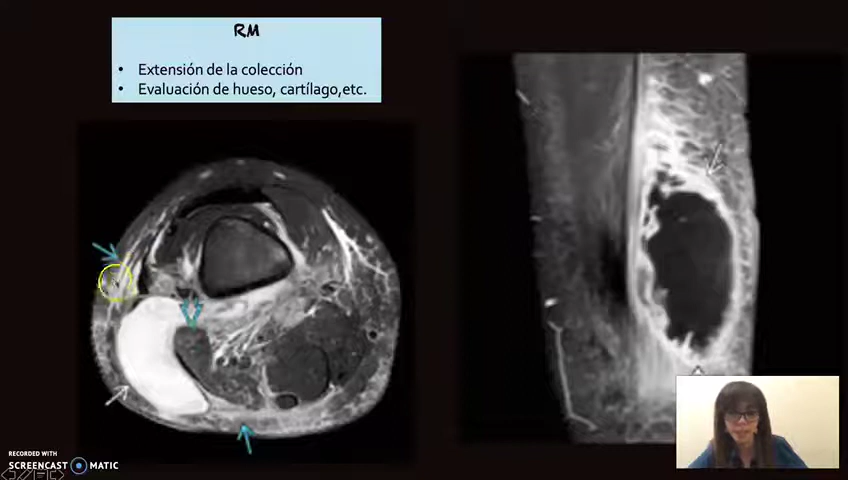 RM
• Extensión de la colección
• Evaluación de hueso, cartílago,etc.
RECORDED WITH
SCREENCAST MATIC